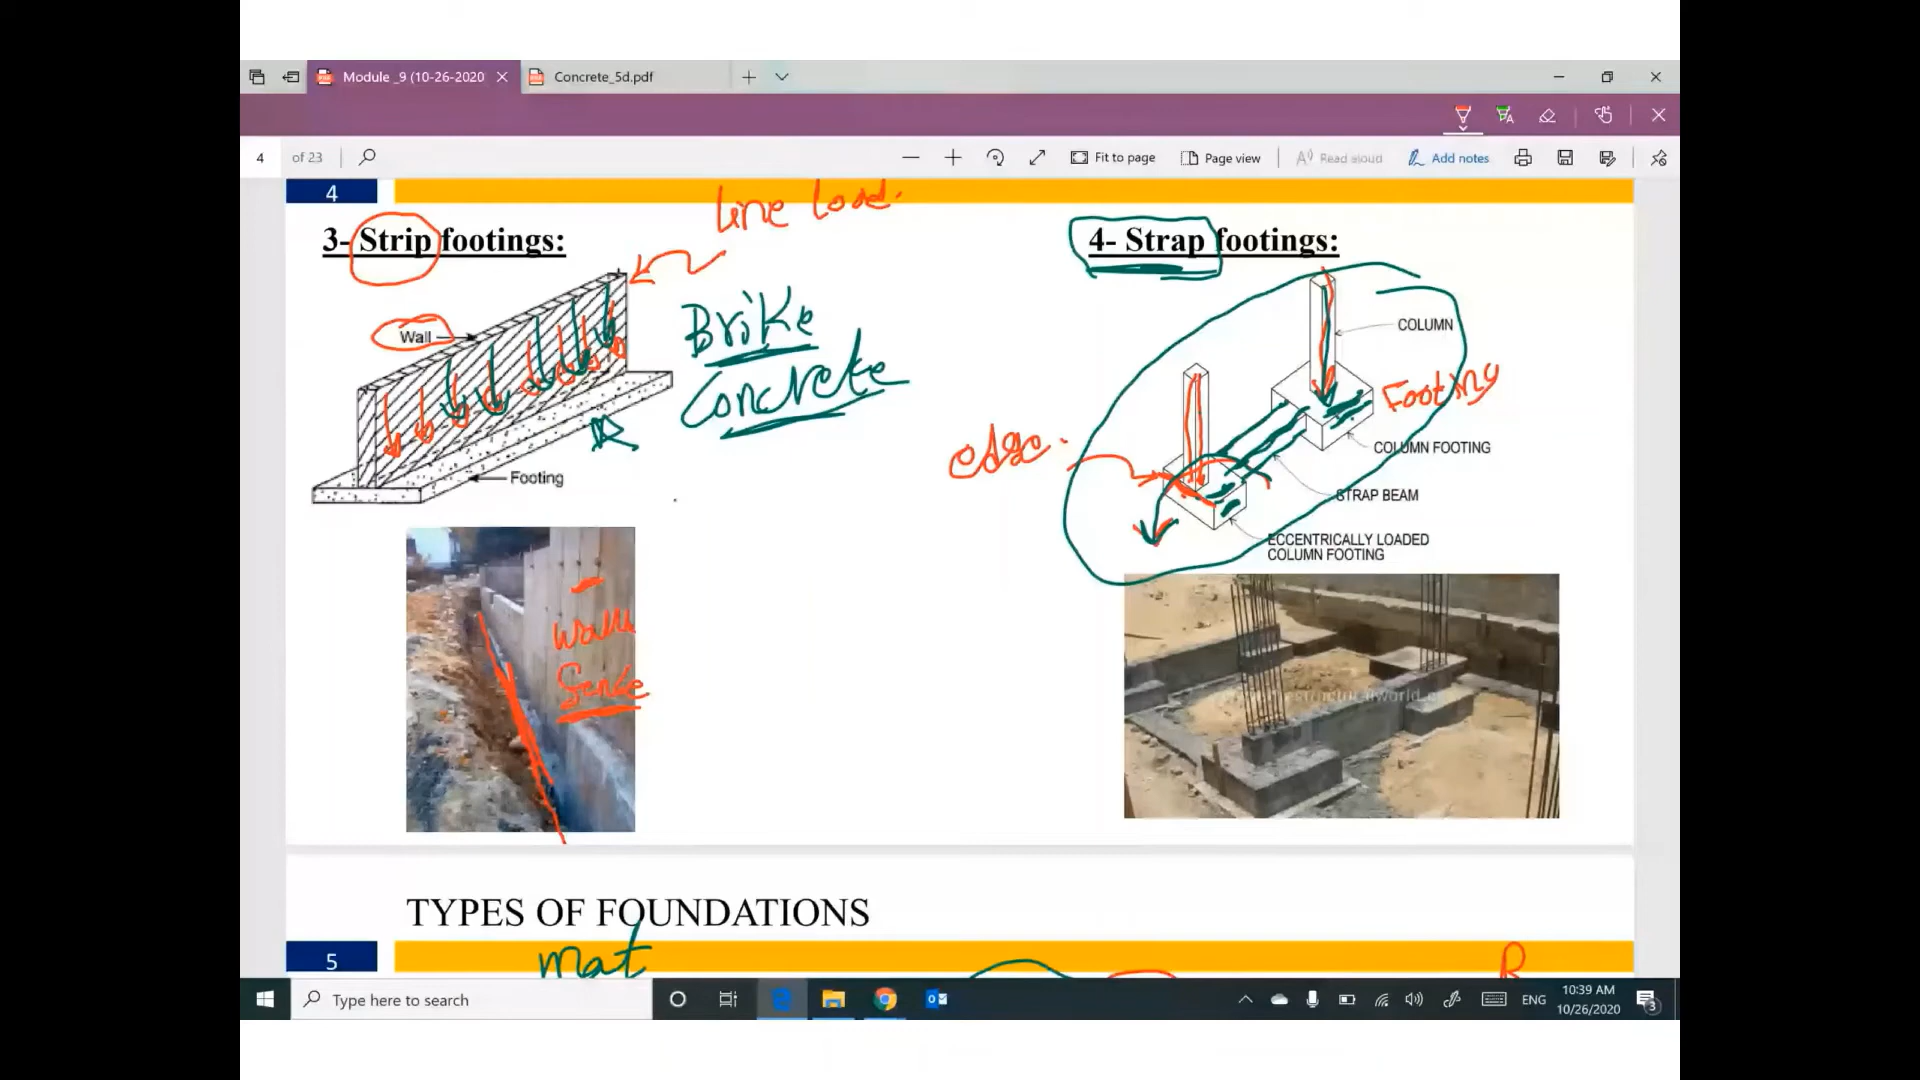 Module _9 (10-26-2020
Concrete_5d.pdf
4 of 23
Fit to page
Page view
Read aloud
Add notes
4
line load.
3- Strip footings:
Wall
Footing
Brike
Concrete
wall
fence
4- Strap footings:
COLUMN
Footing
COLUMN FOOTING
edge.
STRAP BEAM
ECCENTRICALLY LOADED
COLUMN FOOTING
TYPES OF FOUNDATIONS
5
mat
R
Type here to search
ENG
10:39 AM
10/26/2020
3